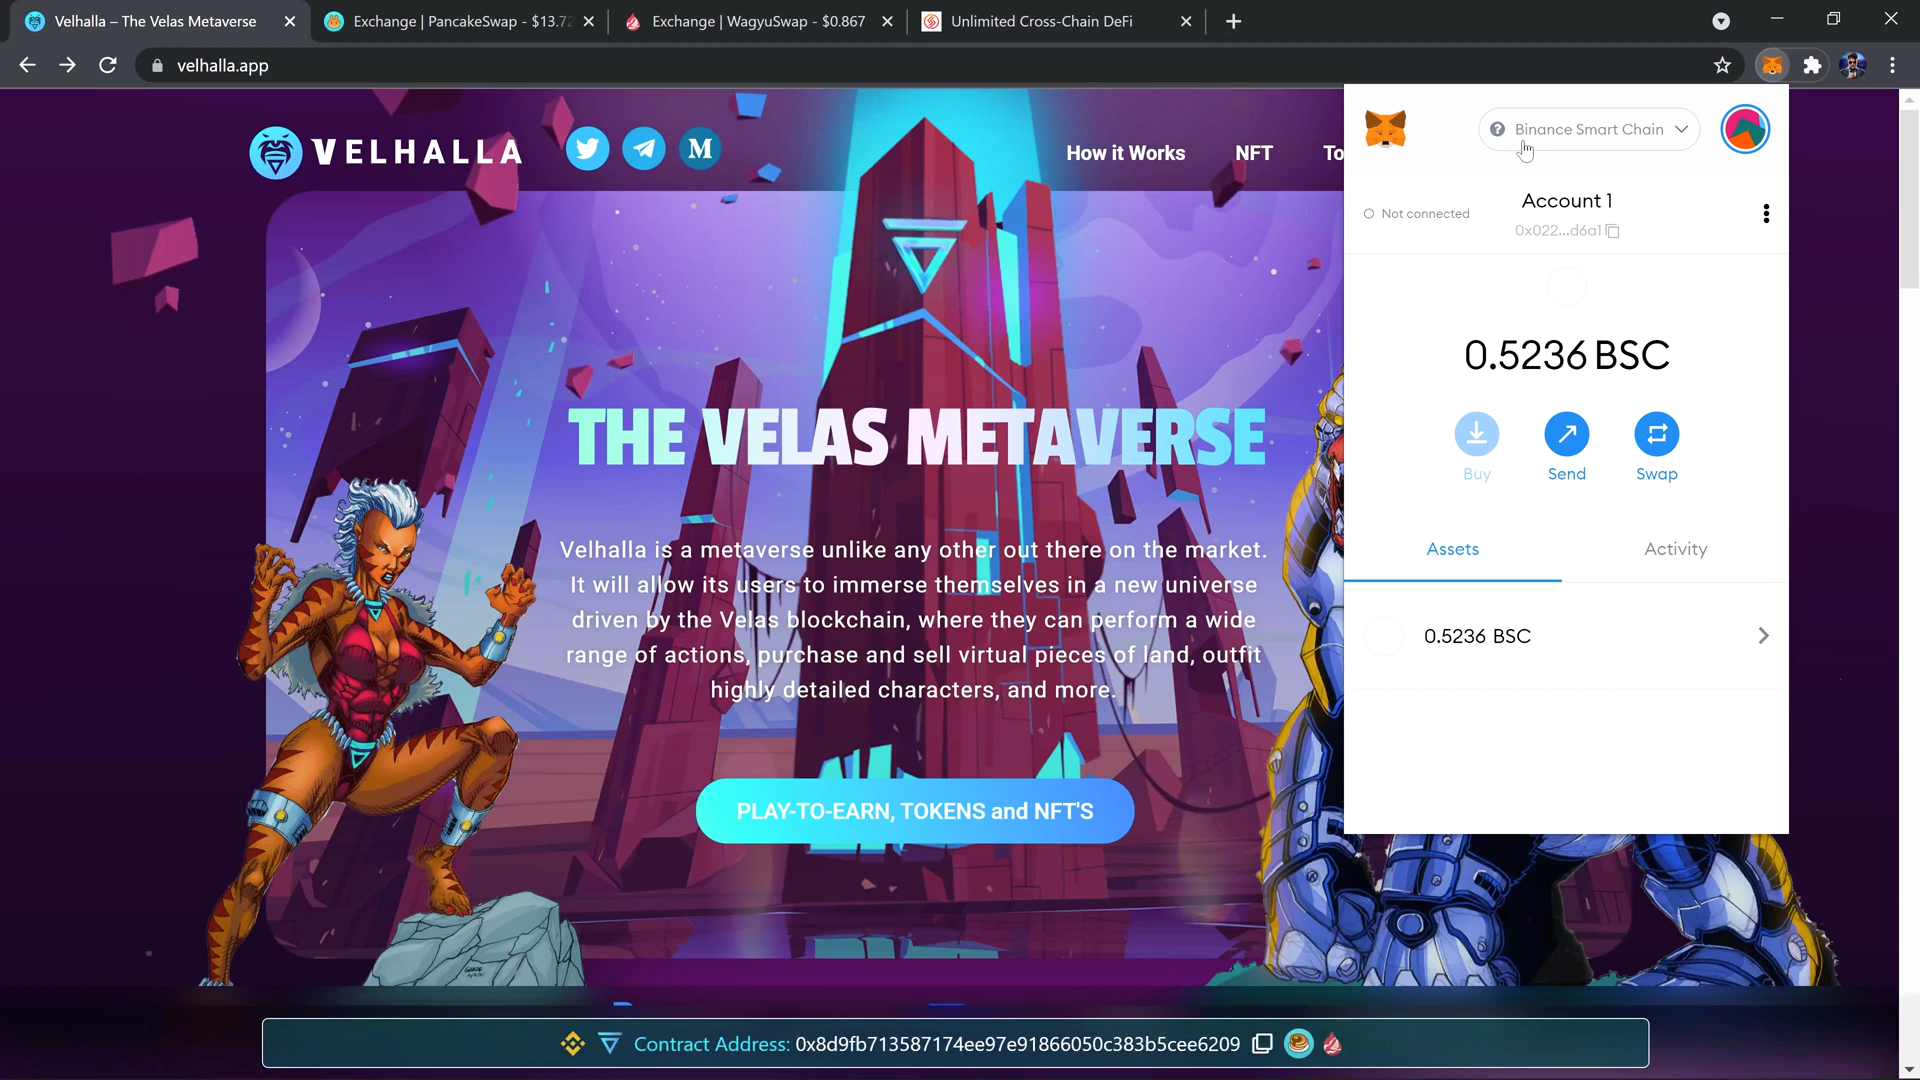 Velhalla – The Velas Metaverse
Exchange | PancakeSwap - $13.72
Exchange | WagyuSwap - $0.867
Unlimited Cross-Chain DeFi
velhalla.app
VELHALLA
M
How it Works
NFT
To
THE VELAS METAVERSE
Velhalla is a metaverse unlike any other out there on the market.
It will allow its users to immerse themselves in a new universe
driven by the Velas blockchain, where they can perform a wide
range of actions, purchase and sell virtual pieces of land, outfit
highly detailed characters, and more.
PLAY-TO-EARN, TOKENS and NFT'S
Binance Smart Chain
Not connected
Account 1
0x022...d6a1
0.5236 BSC
Buy
Send
Swap
Assets
Activity
0.5236 BSC
Contract Address: 0x8d9fb713587174ee97e91866050c383b5cee6209